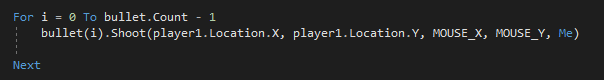 For i = 0 To bullet.Count - 1
bullet(i).Shoot(player1.Location.X, player1.Location.Y, MOUSE_X, MOUSE_Y, Me)
Next